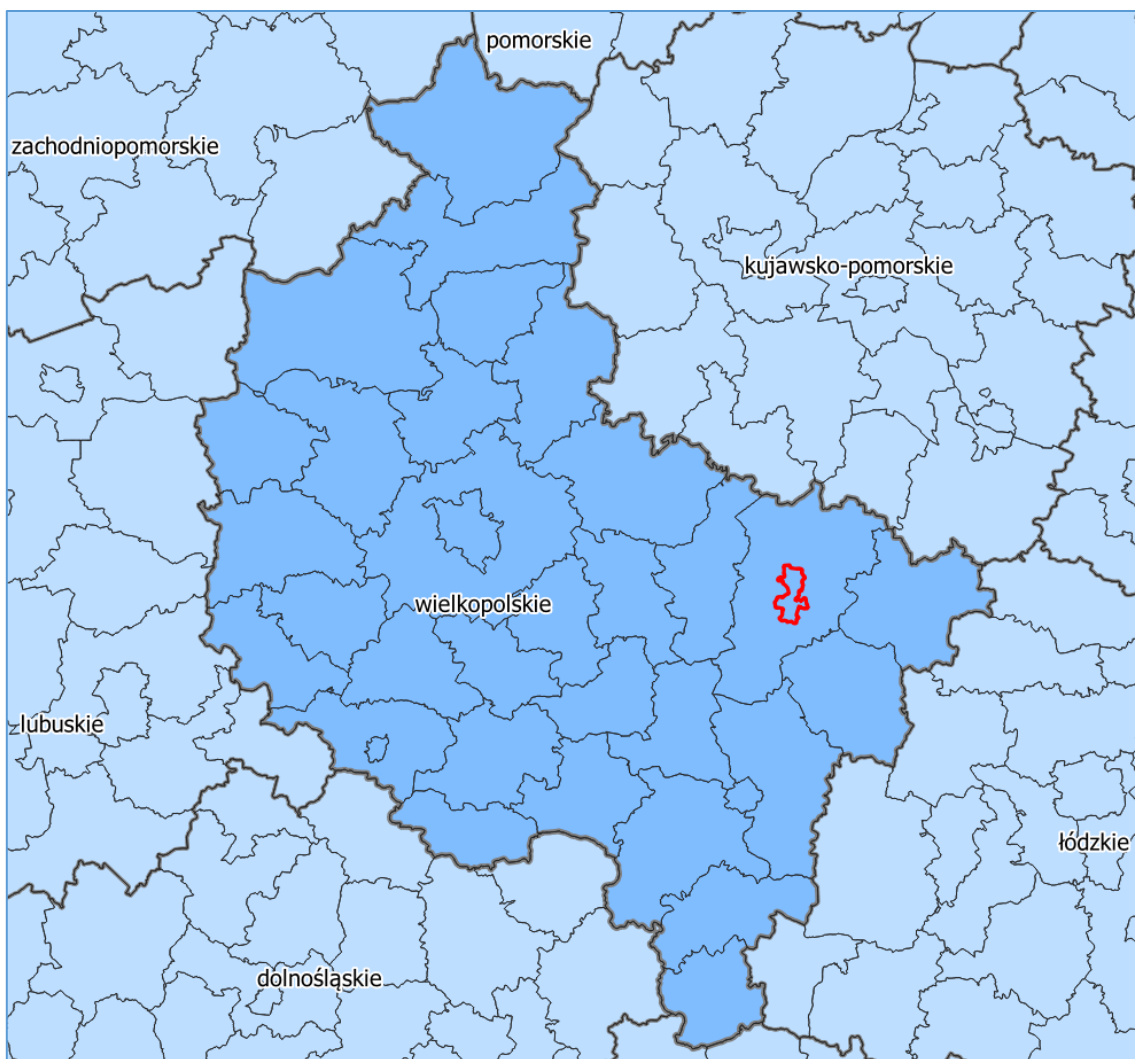 pomorskie
zachodniopomorskie
kujawsko-pomorskie
wielkopolskie
lubuskie
łódzkie
dolnośląskie